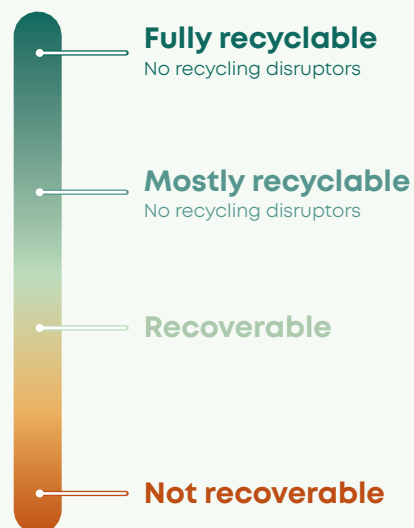 Fully recyclable
No recycling disruptors
Mostly recyclable
No recycling disruptors
Recoverable
Not recoverable